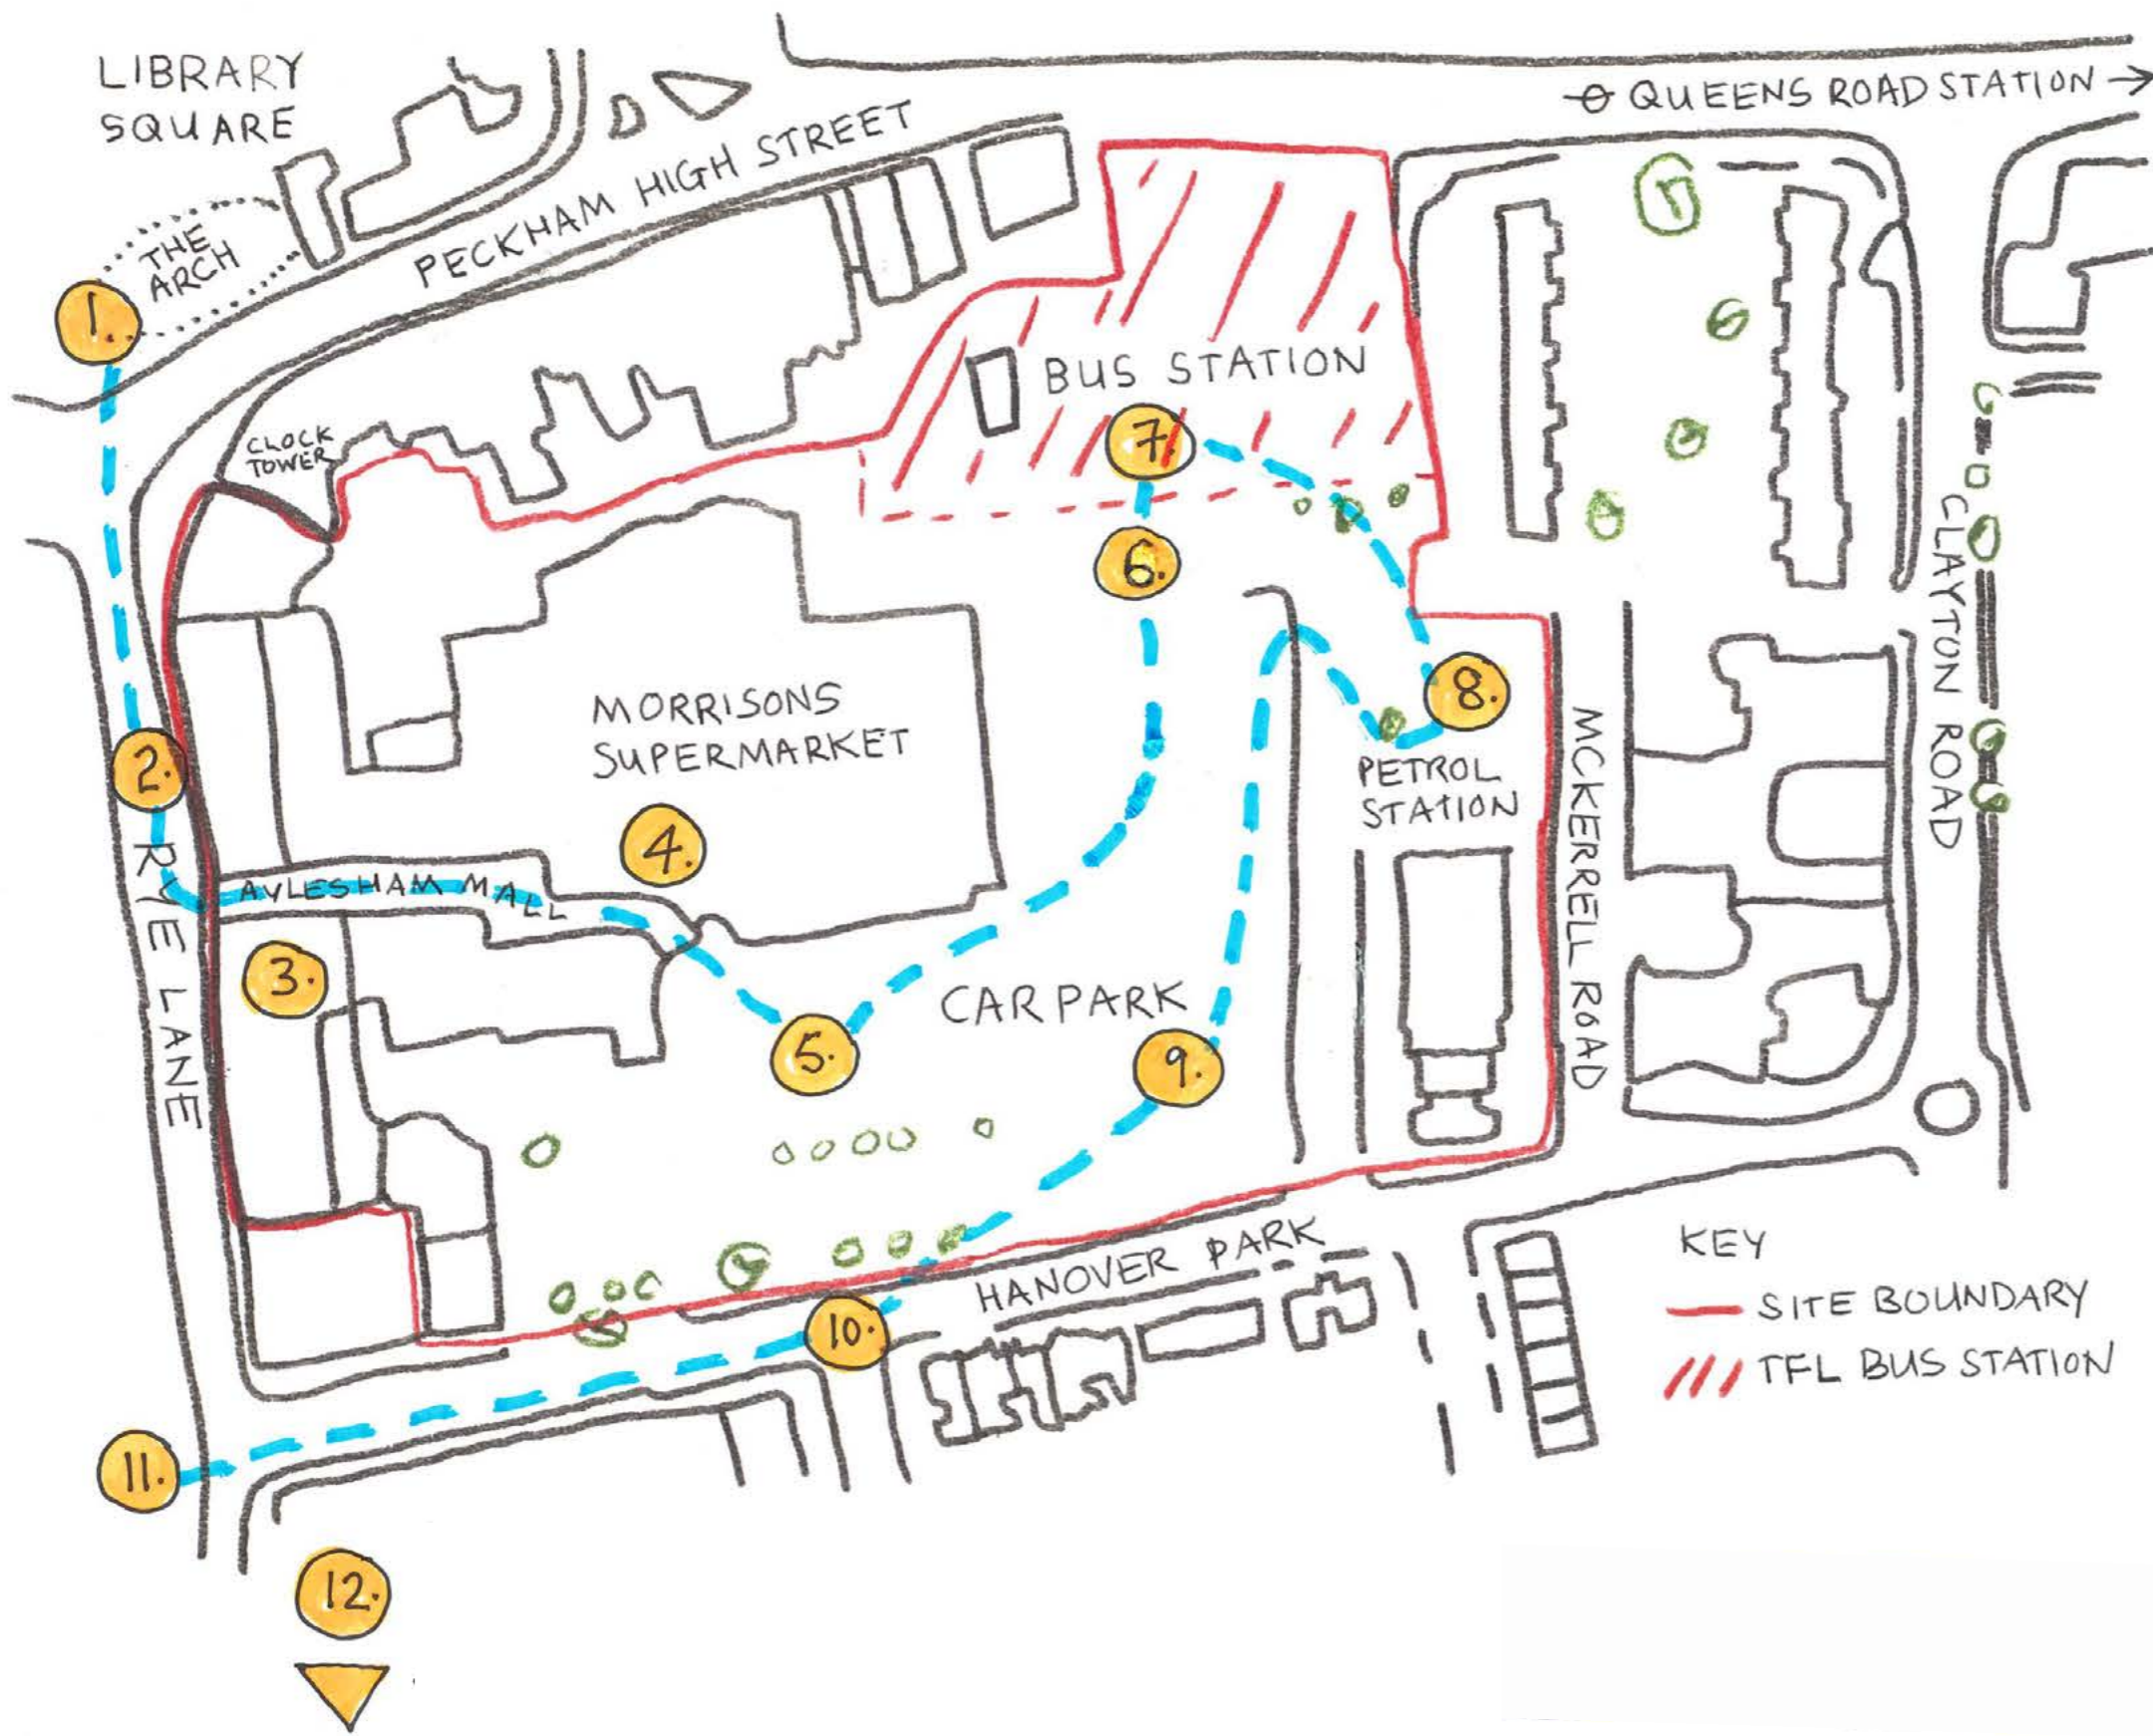 LIBRARY
SQUARE
THE
ARCH
1.
PECKHAM HIGH STREET
QUEENS ROAD STATION →
CLOCK
TOWER
BUS STATION
7.
6.
2.
MORRISONS
SUPERMARKET
4.
8.
PETROL
STATION
MCKERRELL ROAD
CLAYTON ROAD
RYE LANE
AYLESHAM MALL
3.
5.
CAR PARK
9.
HANOVER PARK
10.
11.
12.
KEY
SITE BOUNDARY
TFL BUS STATION